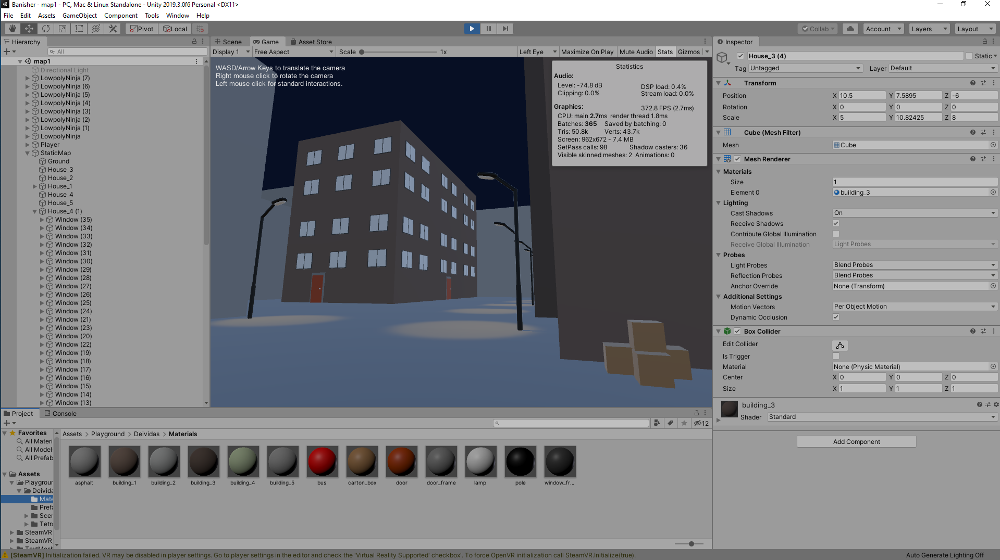 Banisher - map1 - PC, Mac & Linux Standalone - Unity 2019.3.0f6 Personal <DX11>
File Edit Assets GameObject Component Tools Window Help
Pivot Local Collab Account Layers Layout
Hierarchy
All
map1
Directional Light
LowpolyNinja (7)
LowpolyNinja (6)
LowpolyNinja (5)
LowpolyNinja (4)
LowpolyNinja (3)
LowpolyNinja (2)
LowpolyNinja (1)
LowpolyNinja
Player
StaticMap
Ground
House_3
House_2
House_1
House_4
House_5
House_4 (1)
Window (35)
Window (34)
Window (33)
Window (32)
Window (31)
Window (30)
Window (29)
Window (28)
Window (27)
Window (26)
Window (25)
Window (24)
Window (21)
Window (23)
Window (20)
Window (22)
Window (19)
Window (18)
Window (17)
Window (16)
Window (15)
Window (14)
Window (13)
Scene Game Asset Store
Display 1 Free Aspect Scale 1x Left Eye Maximize On Play Mute Audio Stats Gizmos
WASD/Arrow Keys to translate the camera
Right mouse click to rotate the camera
Left mouse click for standard interactions.
Statistics
Audio:
Level: -74.8 dB DSP load: 0.4%
Clipping: 0.0% Stream load: 0.0%
Graphics: 372.8 FPS (2.7ms)
CPU: main 2.7ms render thread 1.8ms
Batches: 365 Saved by batching: 0
Tris: 50.8k Verts: 43.7k
Screen: 962x672 - 7.4 MB
SetPass calls: 98 Shadow casters: 36
Visible skinned meshes: 2 Animations: 0
Inspector
House_3 (4) Static
Tag Untagged Layer Default
Transform
Position X 10.5 Y 7.5895 Z -6
Rotation X 0 Y 0 Z 0
Scale X 5 Y 10.82425 Z 8
Cube (Mesh Filter)
Mesh Cube
Mesh Renderer
Materials
Size 1
Element 0 building_3
Lighting
Cast Shadows On
Receive Shadows
Contribute Global Illumination
Receive Global Illumination Light Probes
Probes
Light Probes Blend Probes
Reflection Probes Blend Probes
Anchor Override None (Transform)
Additional Settings
Motion Vectors Per Object Motion
Dynamic Occlusion
Box Collider
Edit Collider
Is Trigger
Material None (Physic Material)
Center X 0 Y 0 Z 0
Size X 1 Y 1 Z 1
building_3
Shader Standard
Add Component
Project Console
12
Favorites
All Materi
All Model
All Prefab
Assets
Playgroun
Deivida
Mate
Prefa
Scen
Tetra
SteamVR
SteamVR_
TextMesh
Assets > Playground > Deividas > Materials
asphalt building_1 building_2 building_3 building_4 building_5 bus carton_box door door_frame lamp pole window_fr...
[SteamVR] Initialization failed. VR may be disabled in player settings. Go to player settings in the editor and check the 'Virtual Reality Supported' checkbox'. To force OpenVR initialization call SteamVR.Initialize(true).
Auto Generate Lighting Off